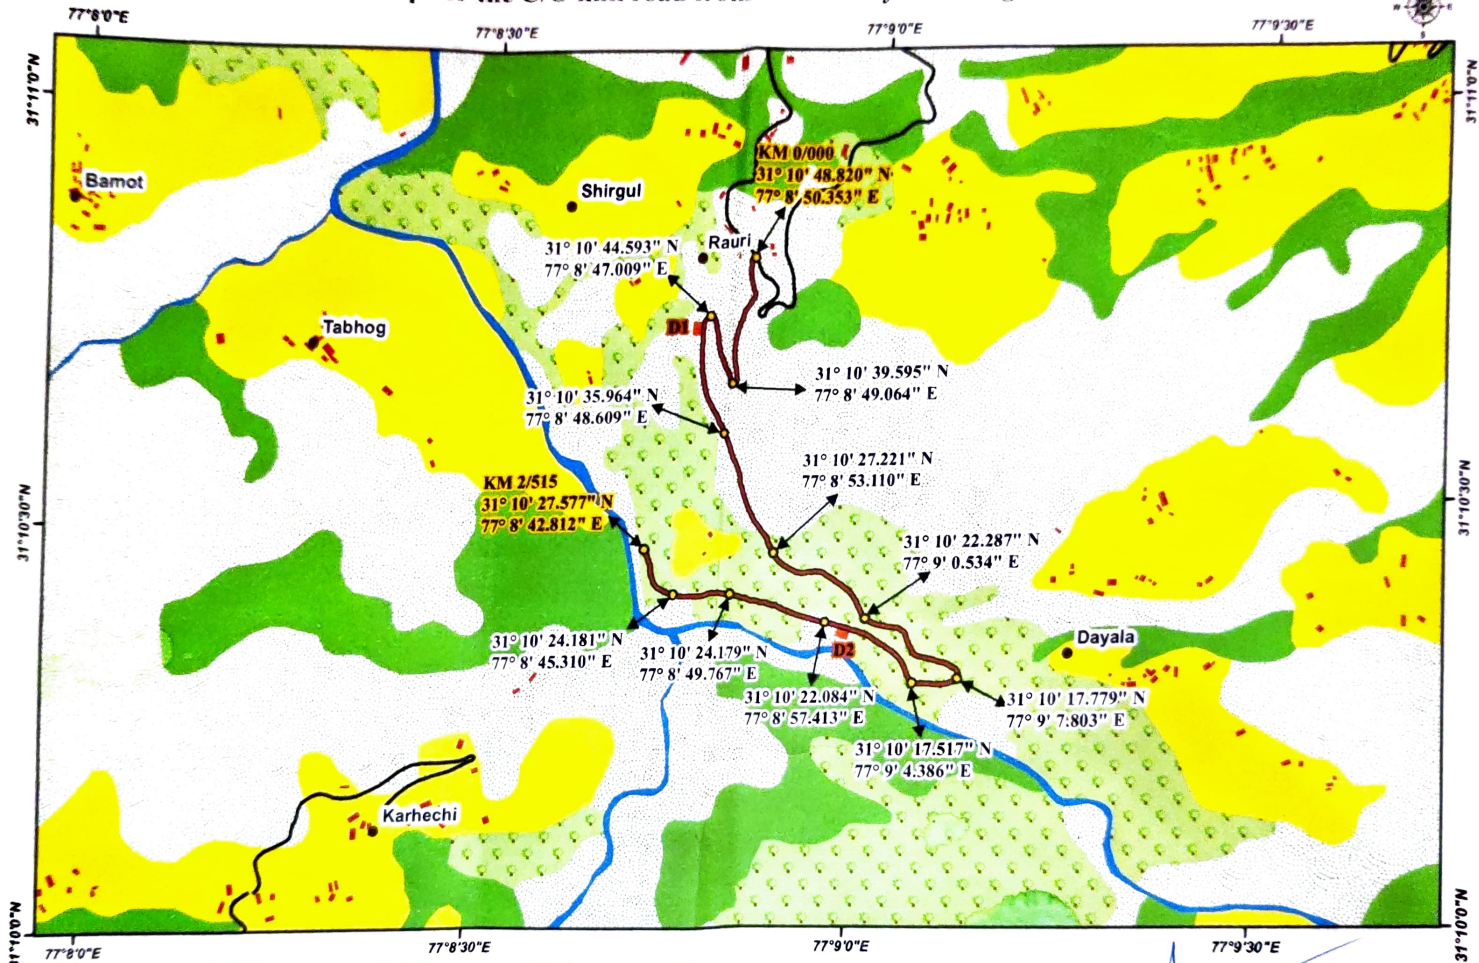 77°8'0"E
77°8'30"E
77°9'0"E
77°9'30"E
W
E
S
31°11'0"N
31°11'0"N
KM 0/000
31° 10' 48.820" N
77° 8' 50.353" E
Bamot
Shirgul
Rauri
31° 10' 44.593" N
77° 8' 47.009" E
Tabhog
D1
31° 10' 39.595" N
77° 8' 49.064" E
31° 10' 35.964" N
77° 8' 48.609" E
31° 10' 27.221" N
77° 8' 53.110" E
KM 2/515
31° 10' 27.577" N
77° 8' 42.812" E
31°10'30"N
31°10'30"N
31° 10' 22.287" N
77° 9' 0.534" E
31° 10' 24.181" N
77° 8' 45.310" E
31° 10' 24.179" N
77° 8' 49.767" E
D2
Dayala
31° 10' 22.084" N
77° 8' 57.413" E
31° 10' 17.779" N
77° 9' 7.803" E
31° 10' 17.517" N
77° 9' 4.386" E
Karhechi
31°10'0"N
31°10'0"N
77°8'0"E
77°8'30"E
77°9'0"E
77°9'30"E